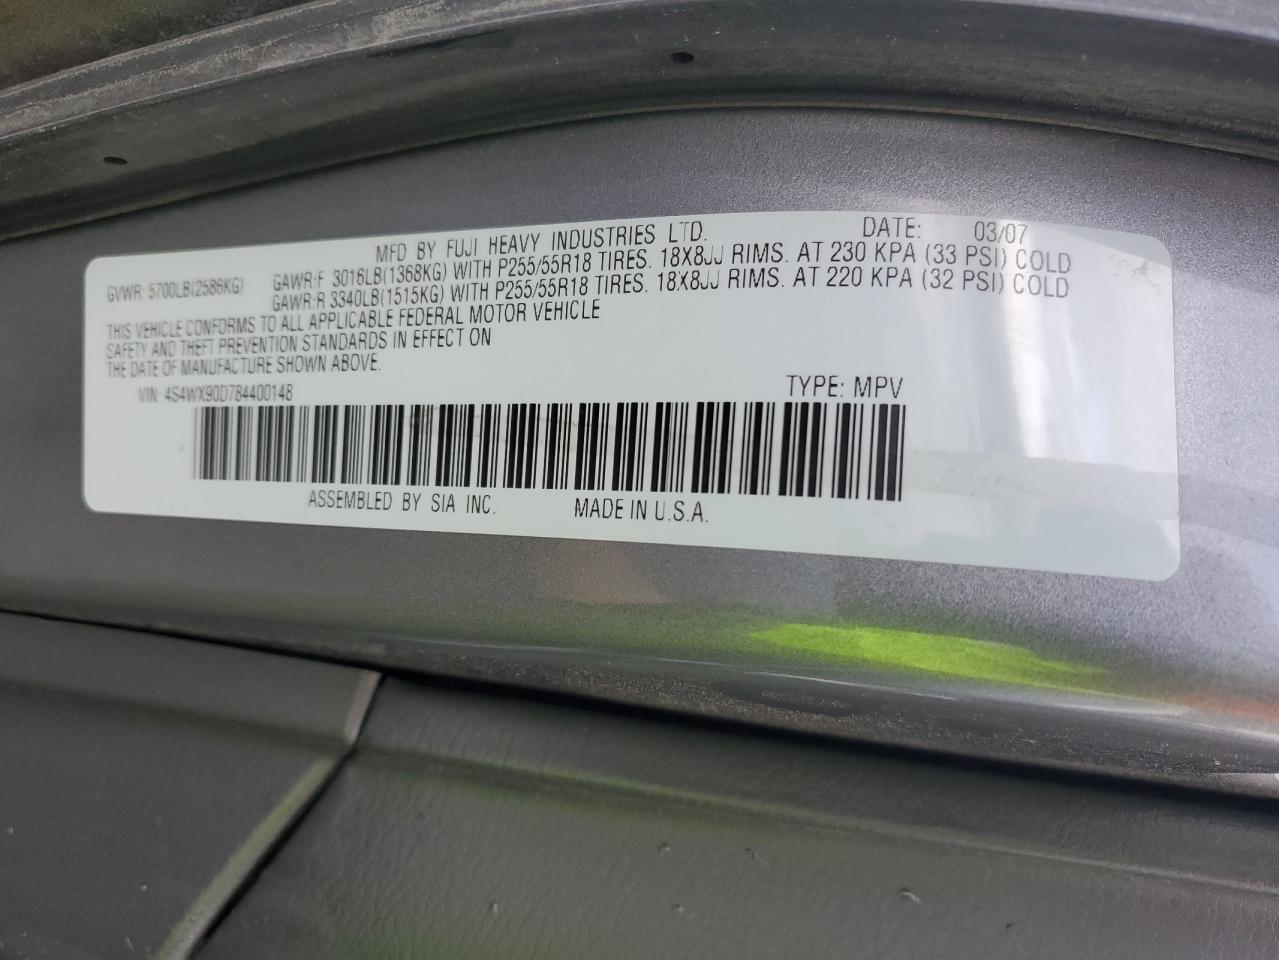 MFD BY FUJI HEAVY INDUSTRIES LTD. DATE: 03/07
GVWR: 5700LB(2586KG) GAWR:F 3016LB(1368KG) WITH P255/55R18 TIRES. 18X8JJ RIMS. AT 230 KPA (33 PSI) COLD
GAWR:R 3340LB(1515KG) WITH P255/55R18 TIRES. 18X8JJ RIMS. AT 220 KPA (32 PSI) COLD
THIS VEHICLE CONFORMS TO ALL APPLICABLE FEDERAL MOTOR VEHICLE
SAFETY AND THEFT PREVENTION STANDARDS IN EFFECT ON
THE DATE OF MANUFACTURE SHOWN ABOVE.
VIN: 4S4WX90D784400148 TYPE: MPV
ASSEMBLED BY SIA INC. MADE IN U.S.A.